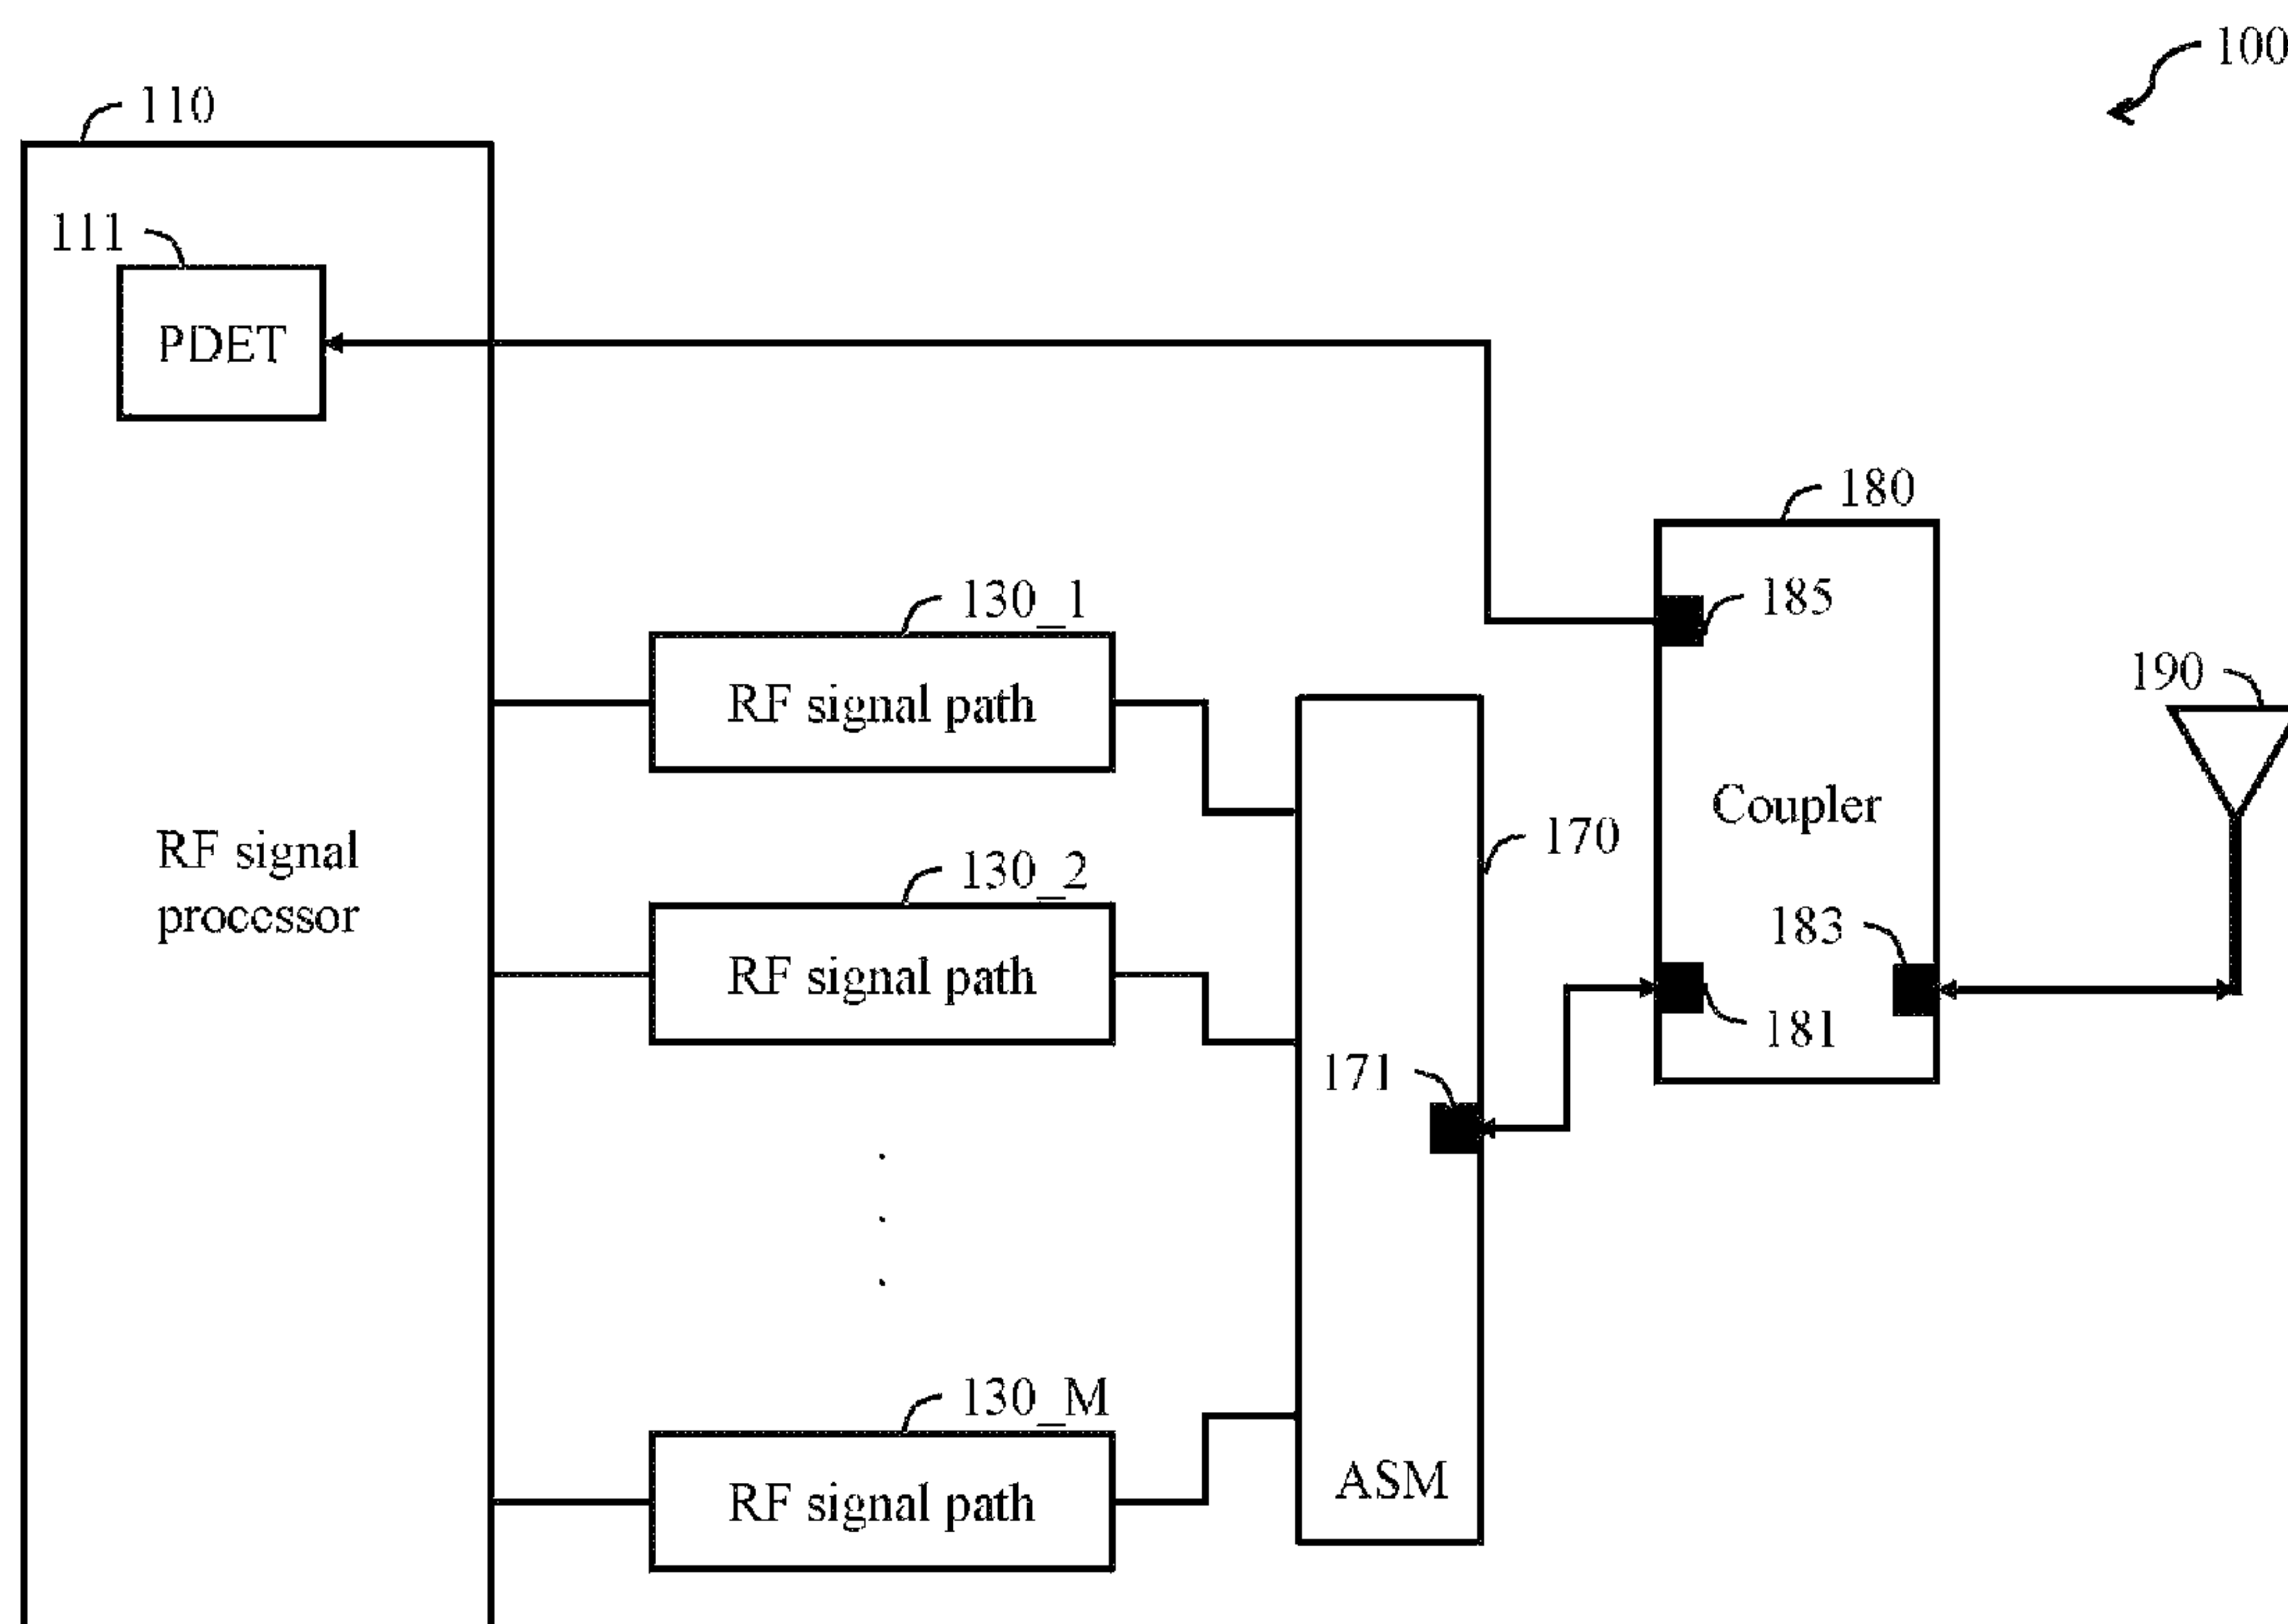 100
110
111
PDET
180
185
130_1
190
RF signal path
Coupler
170
RF signal
processor
130_2
183
RF signal path
181
171
130_M
ASM
RF signal path